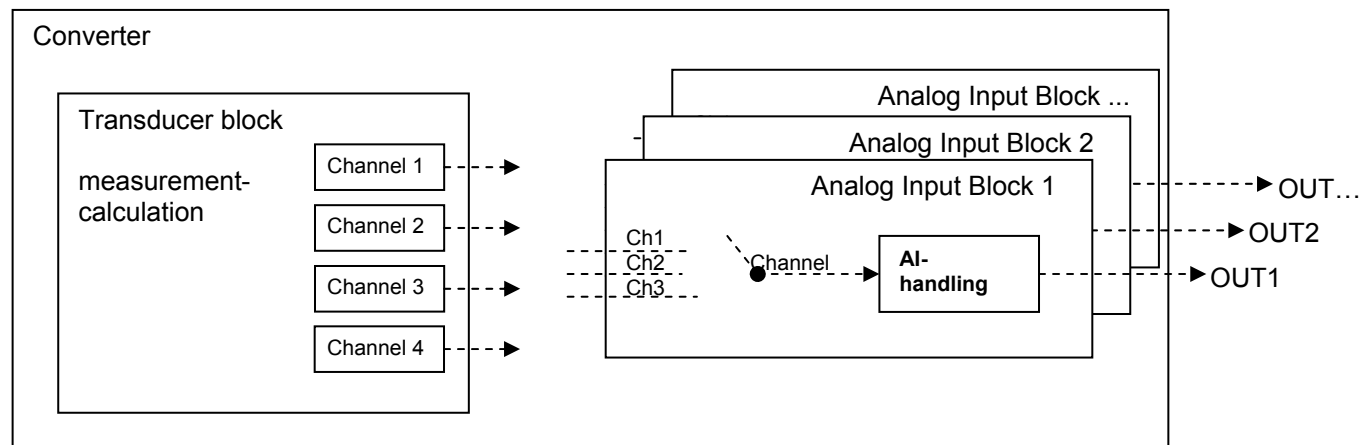 Converter
Transducer block
measurement-
calculation
Channel 1
Channel 2
Channel 3
Channel 4
Analog Input Block ...
Analog Input Block 2
Analog Input Block 1
Ch1
Ch2
Ch3
Channel
AI-
handling
OUT...
OUT2
OUT1